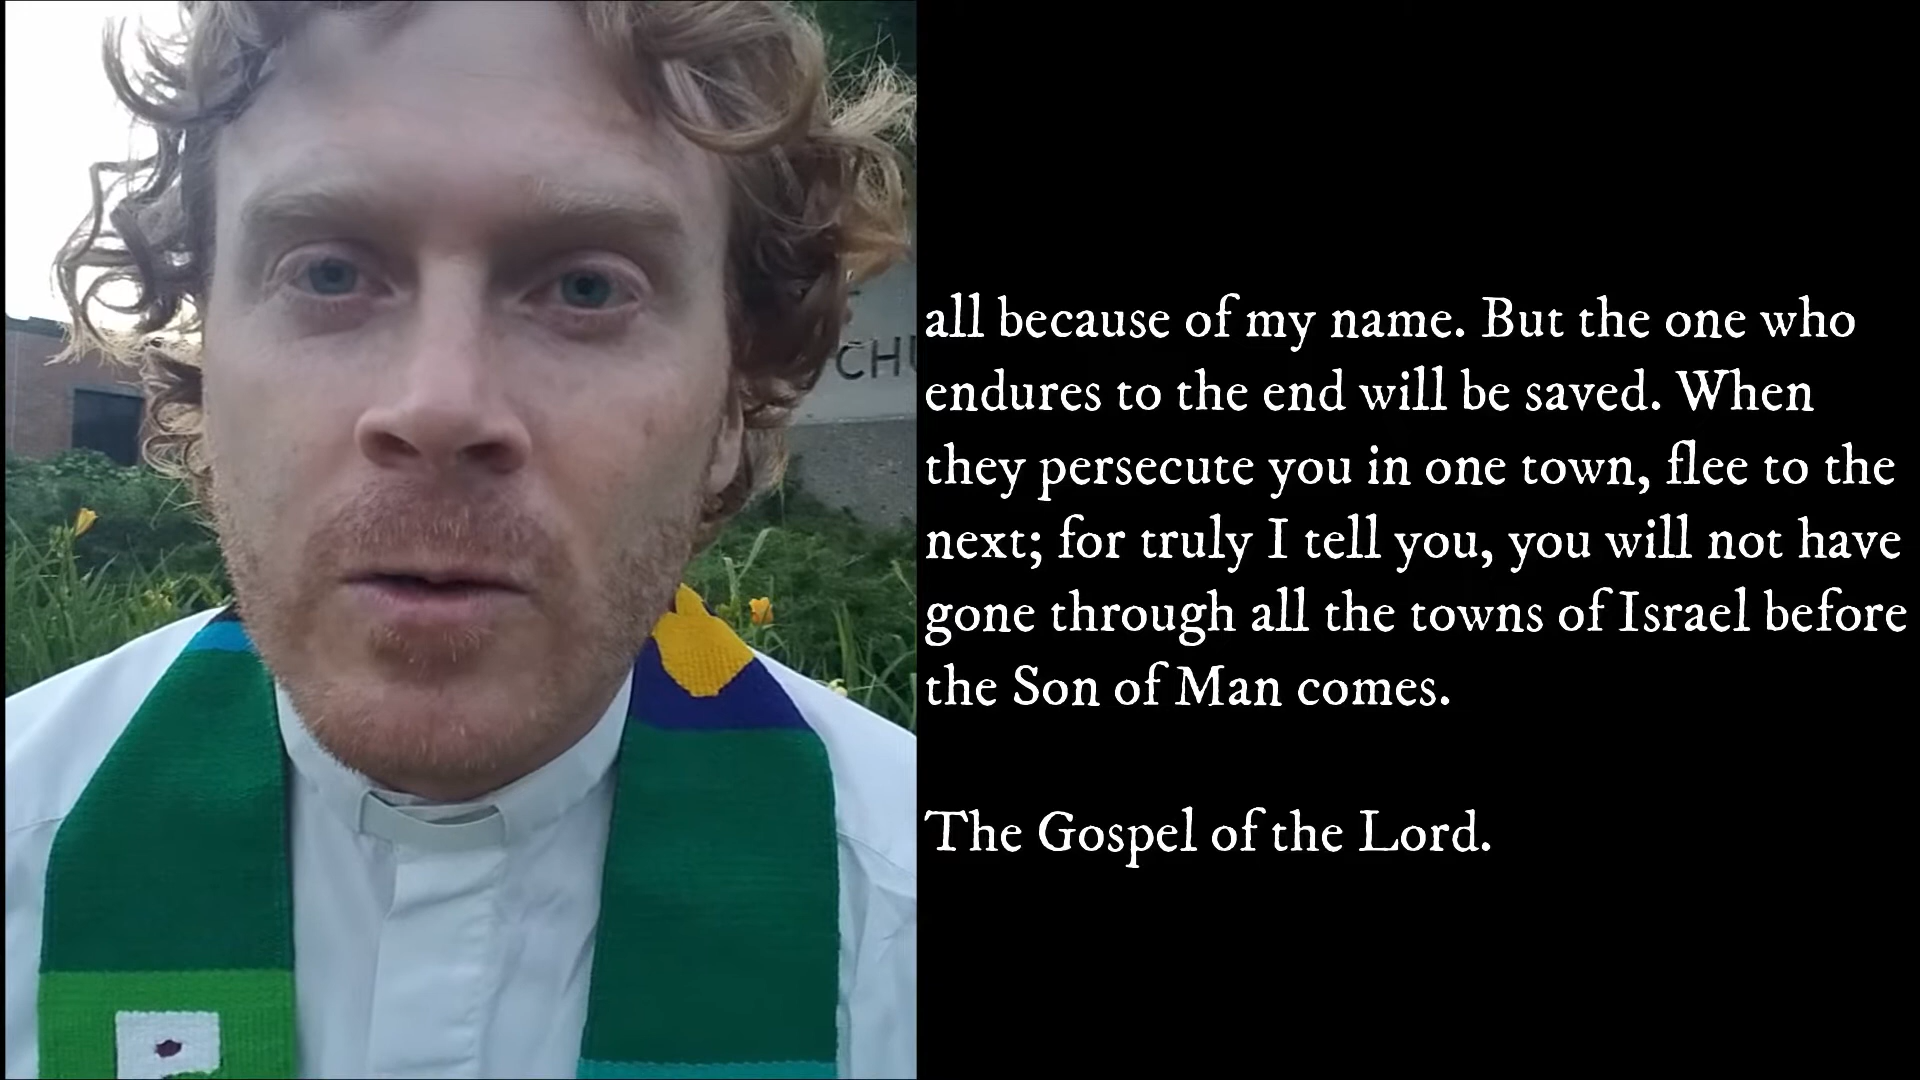 CHU
all because of my name. But the one who
endures to the end will be saved. When
they persecute you in one town, flee to the
next; for truly I tell you, you will not have
gone through all the towns of Israel before
the Son of Man comes.
The Gospel of the Lord.